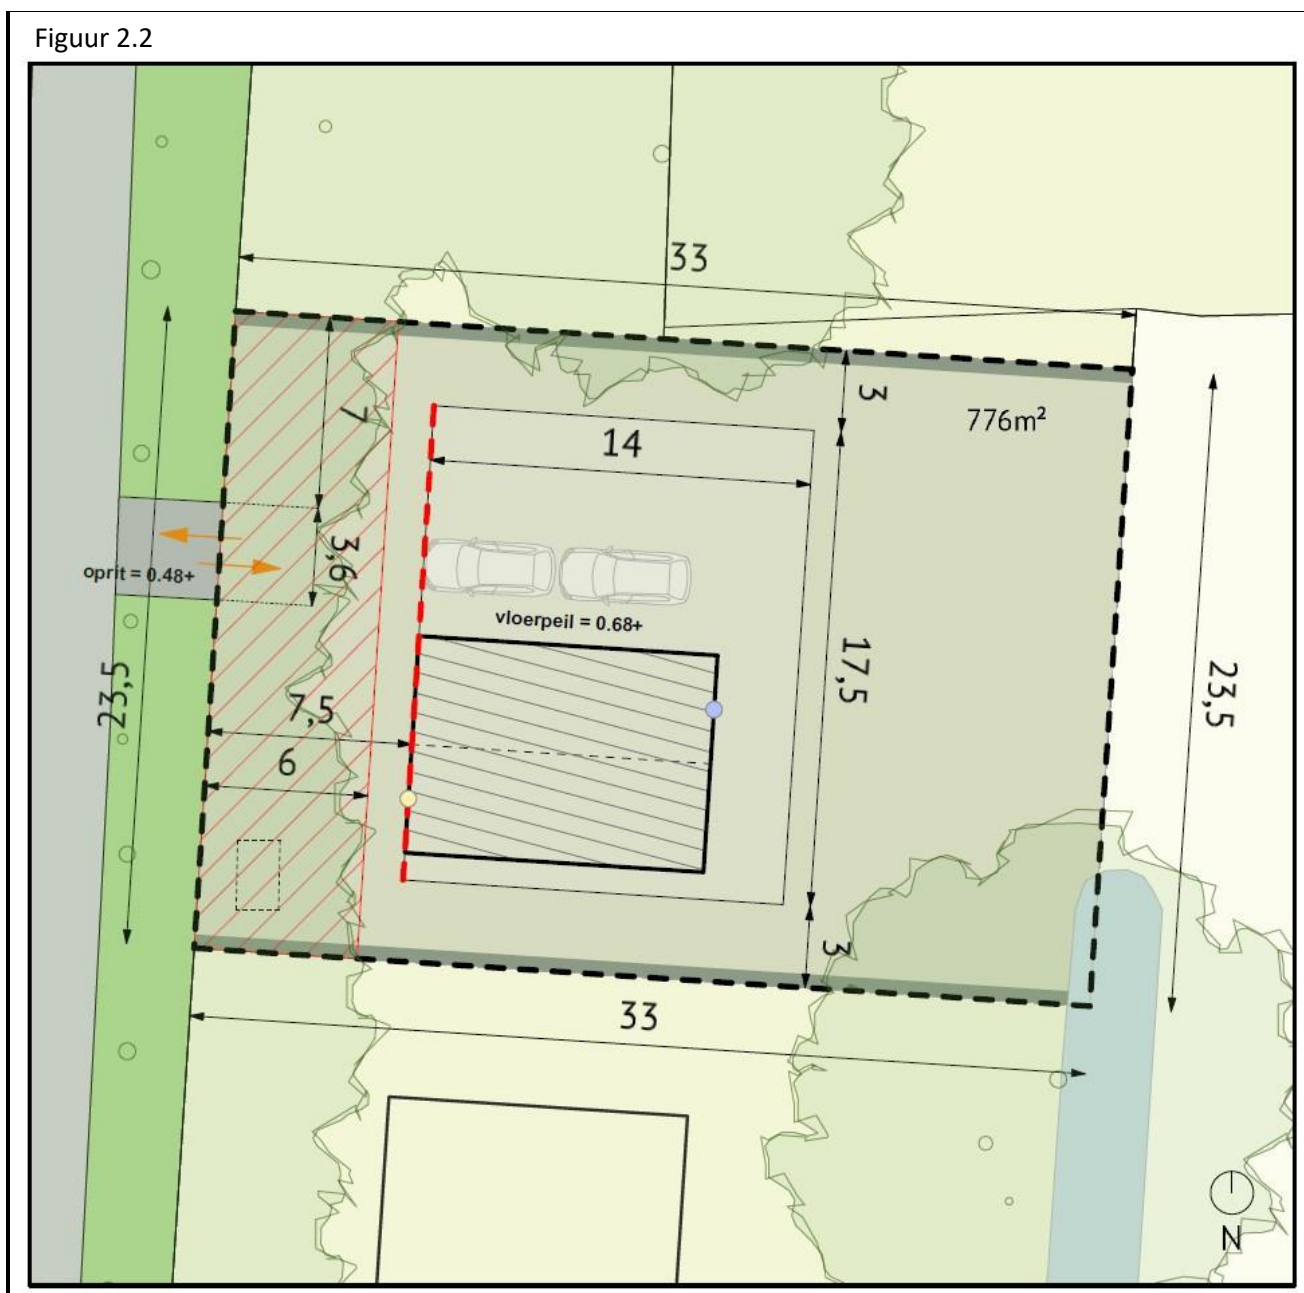 Figuur 2.2
33
7
3
776m²
14
3,6
oprit = 0.48+
vloerpeil = 0.68+
17,5
23,5
23,5
7,5
6
3
33
N